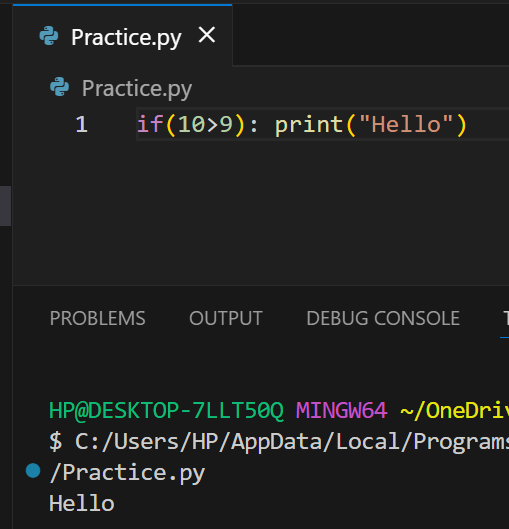 Practice.py
Practice.py
1 if(10>9): print("Hello")
PROBLEMS OUTPUT DEBUG CONSOLE
HP@DESKTOP-7LLT50Q MINGW64
$ C:/Users/HP/AppData/Local/Programs
/Practice.py
Hello